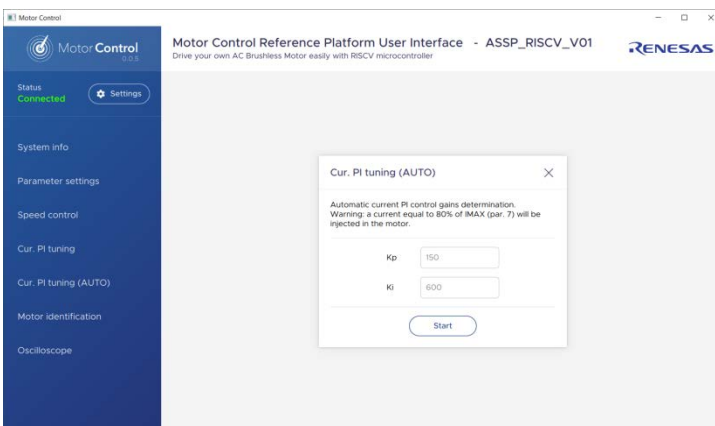 Motor Control
MotorControl
0.0.5
Motor Control Reference Platform User Interface - ASSP_RISCV_V01
Drive your own AC Brushless Motor easily with RISCV microcontroller
RENESAS
Status
Connected
Settings
System info
Parameter settings
Speed control
Cur. PI tuning
Cur. PI tuning (AUTO)
Motor identification
Oscilloscope
Cur. PI tuning (AUTO)
Automatic current PI control gains determination.
Warning: a current equal to 80% of IMAX (par. 7) will be
injected in the motor.
Kp 150
Ki 600
Start